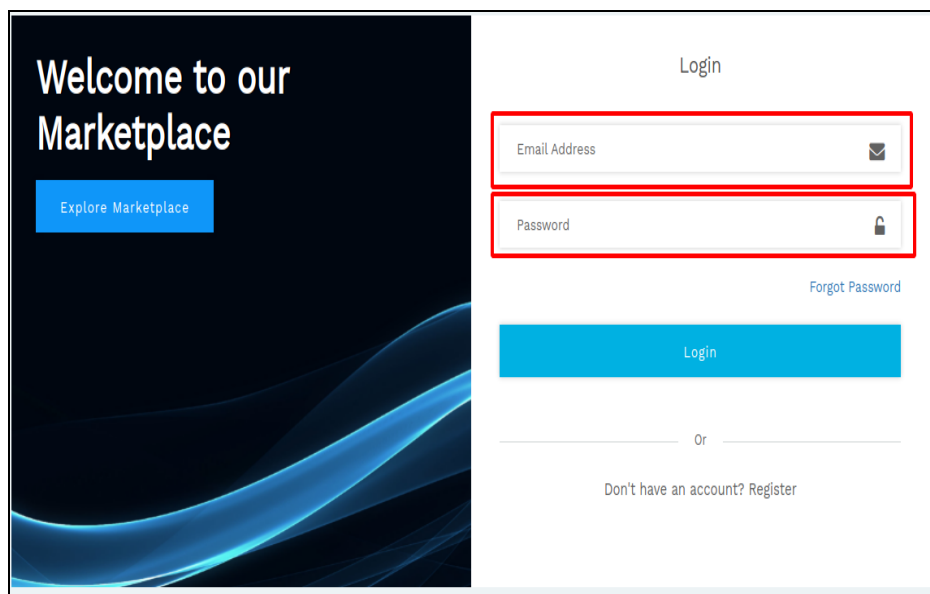 Welcome to our
Marketplace
Explore Marketplace
Login
Email Address
Password
Forgot Password
Login
Or
Don't have an account? Register